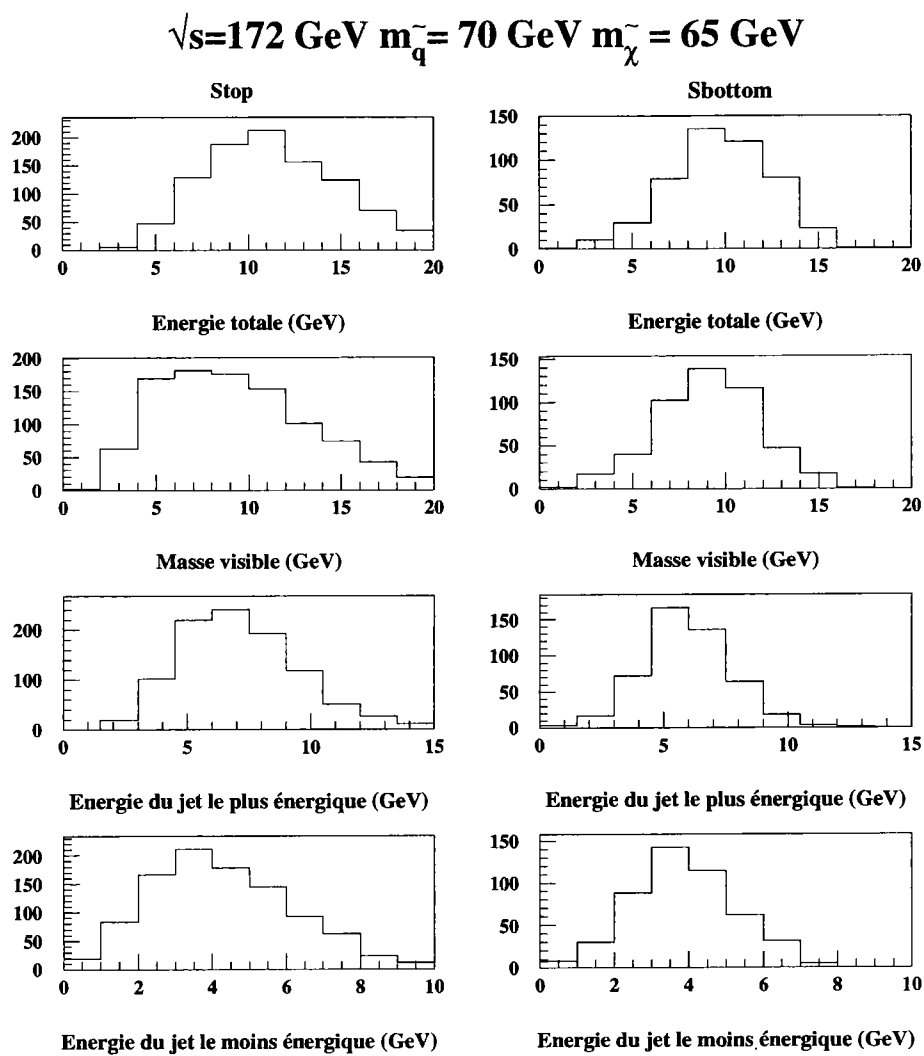 √s=172 GeV m_q̃= 70 GeV m_χ̃ = 65 GeV
Stop
200
150
100
50
0
0 5 10 15 20
Energie totale (GeV)
Sbottom
150
100
50
0
0 5 10 15 20
Energie totale (GeV)
200
150
100
50
0
0 5 10 15 20
Masse visible (GeV)
150
100
50
0
0 5 10 15 20
Masse visible (GeV)
200
100
0
0 5 10 15
Energie du jet le plus énergique (GeV)
150
100
50
0
0 5 10 15
Energie du jet le plus énergique (GeV)
200
150
100
50
0
0 2 4 6 8 10
Energie du jet le moins énergique (GeV)
150
100
50
0
0 2 4 6 8 10
Energie du jet le moins énergique (GeV)